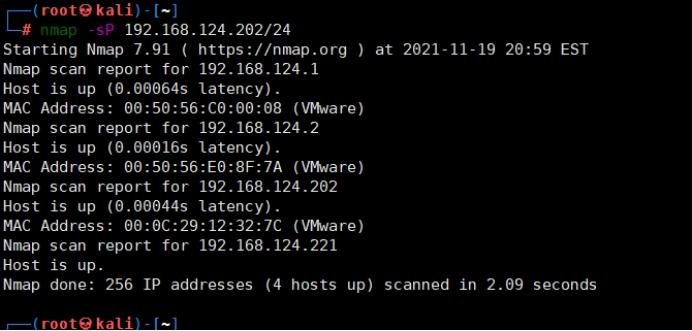 ┌──(root💀kali)-[~]
└─# nmap -sP 192.168.124.202/24
Starting Nmap 7.91 ( https://nmap.org ) at 2021-11-19 20:59 EST
Nmap scan report for 192.168.124.1
Host is up (0.00064s latency).
MAC Address: 00:50:56:C0:00:08 (VMware)
Nmap scan report for 192.168.124.2
Host is up (0.00016s latency).
MAC Address: 00:50:56:E0:8F:7A (VMware)
Nmap scan report for 192.168.124.202
Host is up (0.00044s latency).
MAC Address: 00:0C:29:12:32:7C (VMware)
Nmap scan report for 192.168.124.221
Host is up.
Nmap done: 256 IP addresses (4 hosts up) scanned in 2.09 seconds
┌──(root💀kali)-[~]